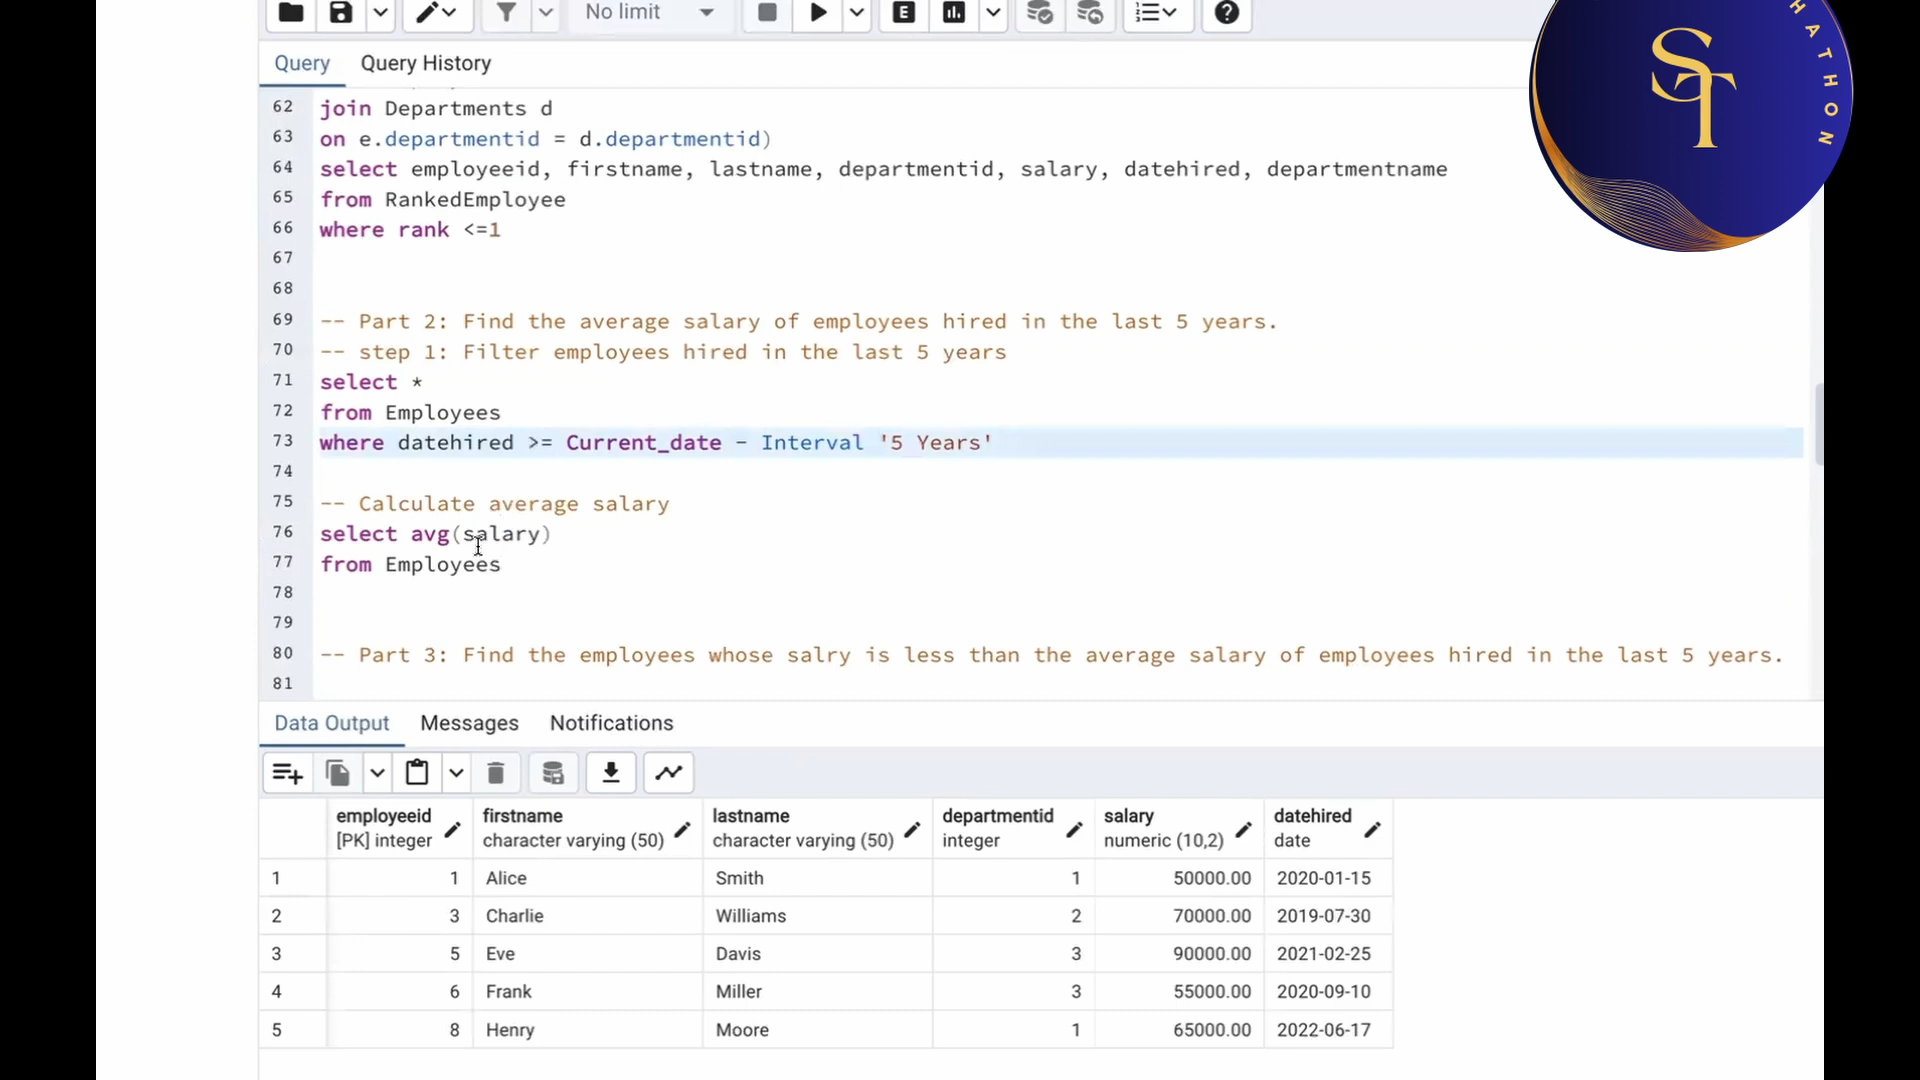 No limit
E
Query Query History
62 join Departments d
63 on e.departmentid = d.departmentid)
64 select employeeid, firstname, lastname, departmentid, salary, datehired, departmentname
65 from RankedEmployee
66 where rank <=1
67
68
69 -- Part 2: Find the average salary of employees hired in the last 5 years.
70 -- step 1: Filter employees hired in the last 5 years
71 select *
72 from Employees
73 where datehired >= Current_date - Interval '5 Years'
74
75 -- Calculate average salary
76 select avg(salary)
77 from Employees
78
79
80 -- Part 3: Find the employees whose salry is less than the average salary of employees hired in the last 5 years.
81
ST
HATHON
Data Output Messages Notifications
employeeid firstname lastname departmentid salary datehired
[PK] integer character varying (50) character varying (50) integer numeric (10,2) date
1 1 Alice Smith 1 50000.00 2020-01-15
2 3 Charlie Williams 2 70000.00 2019-07-30
3 5 Eve Davis 3 90000.00 2021-02-25
4 6 Frank Miller 3 55000.00 2020-09-10
5 8 Henry Moore 1 65000.00 2022-06-17